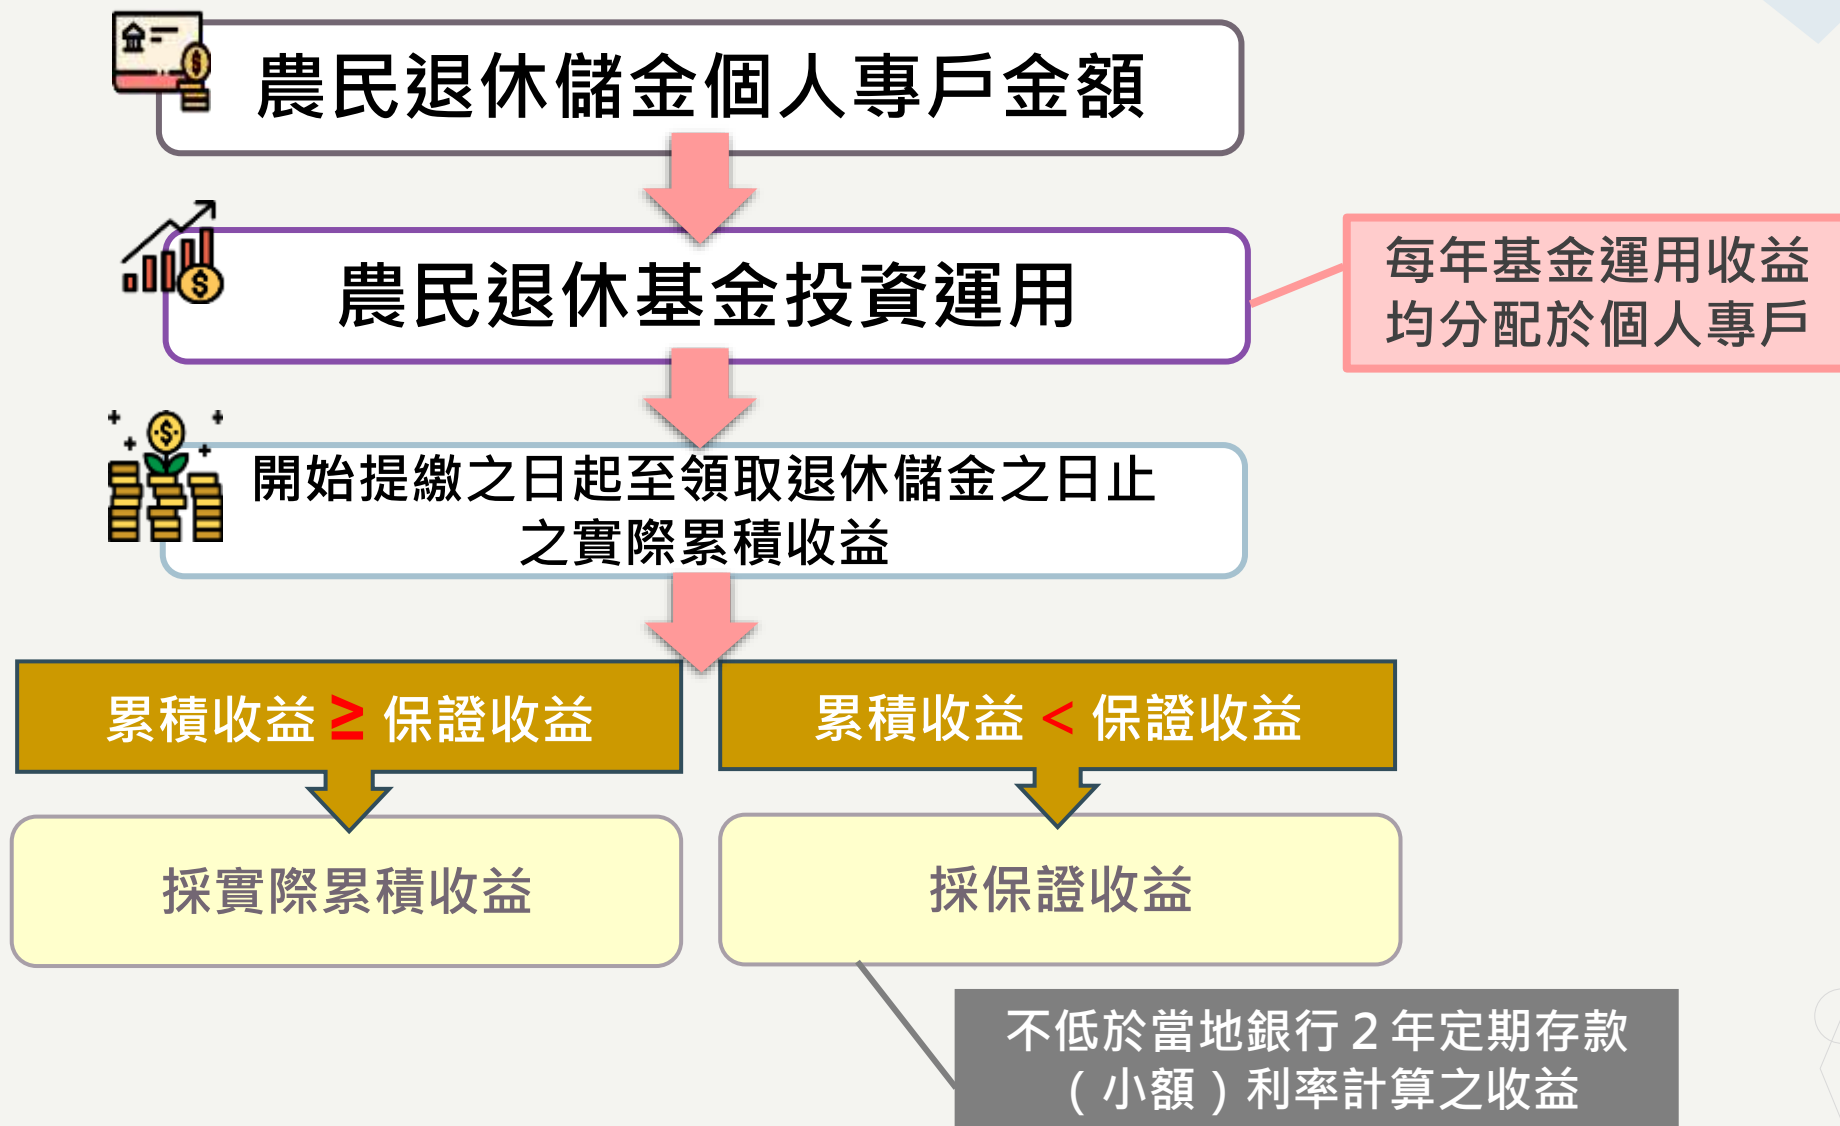 農民退休儲金個人專戶金額
農民退休基金投資運用
每年基金運用收益
均分配於個人專戶
開始提繳之日起至領取退休儲金之日止
之實際累積收益
累積收益 ≥ 保證收益
累積收益 < 保證收益
採實際累積收益
採保證收益
不低於當地銀行2年定期存款
(小額)利率計算之收益